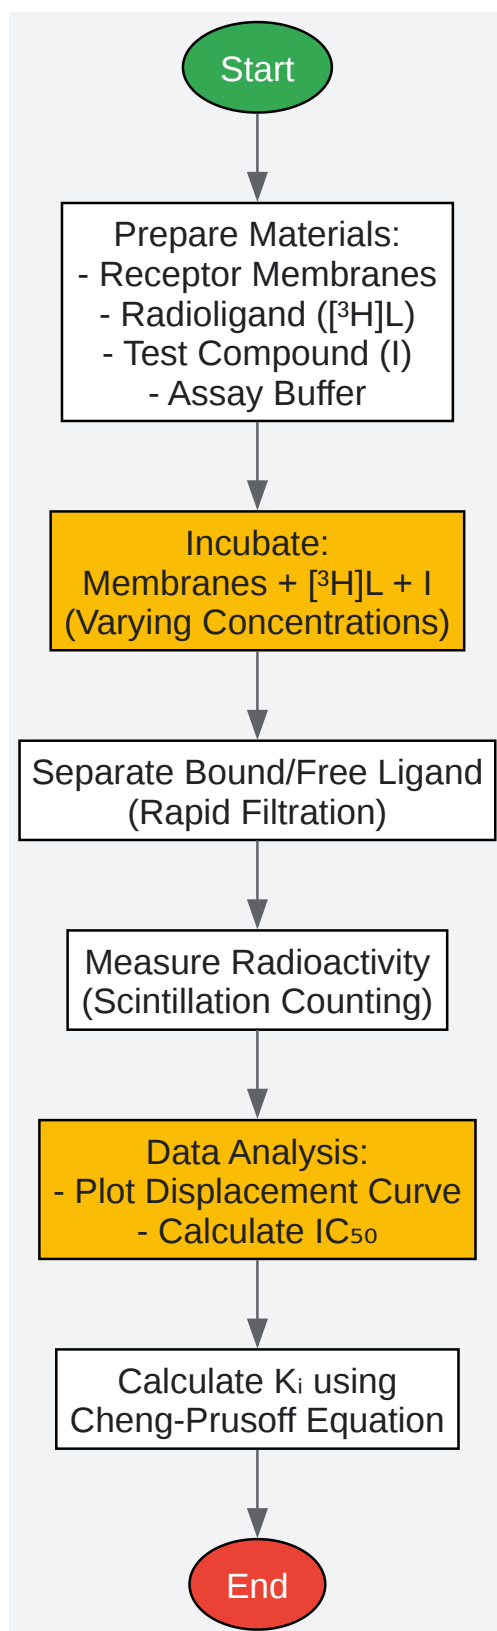 Start
Prepare Materials:
- Receptor Membranes
- Radioligand ([³H]L)
- Test Compound (I)
- Assay Buffer
Incubate:
Membranes + [³H]L + I
(Varying Concentrations)
Separate Bound/Free Ligand
(Rapid Filtration)
Measure Radioactivity
(Scintillation Counting)
Data Analysis:
- Plot Displacement Curve
- Calculate IC₅₀
Calculate Kᵢ using
Cheng-Prusoff Equation
End